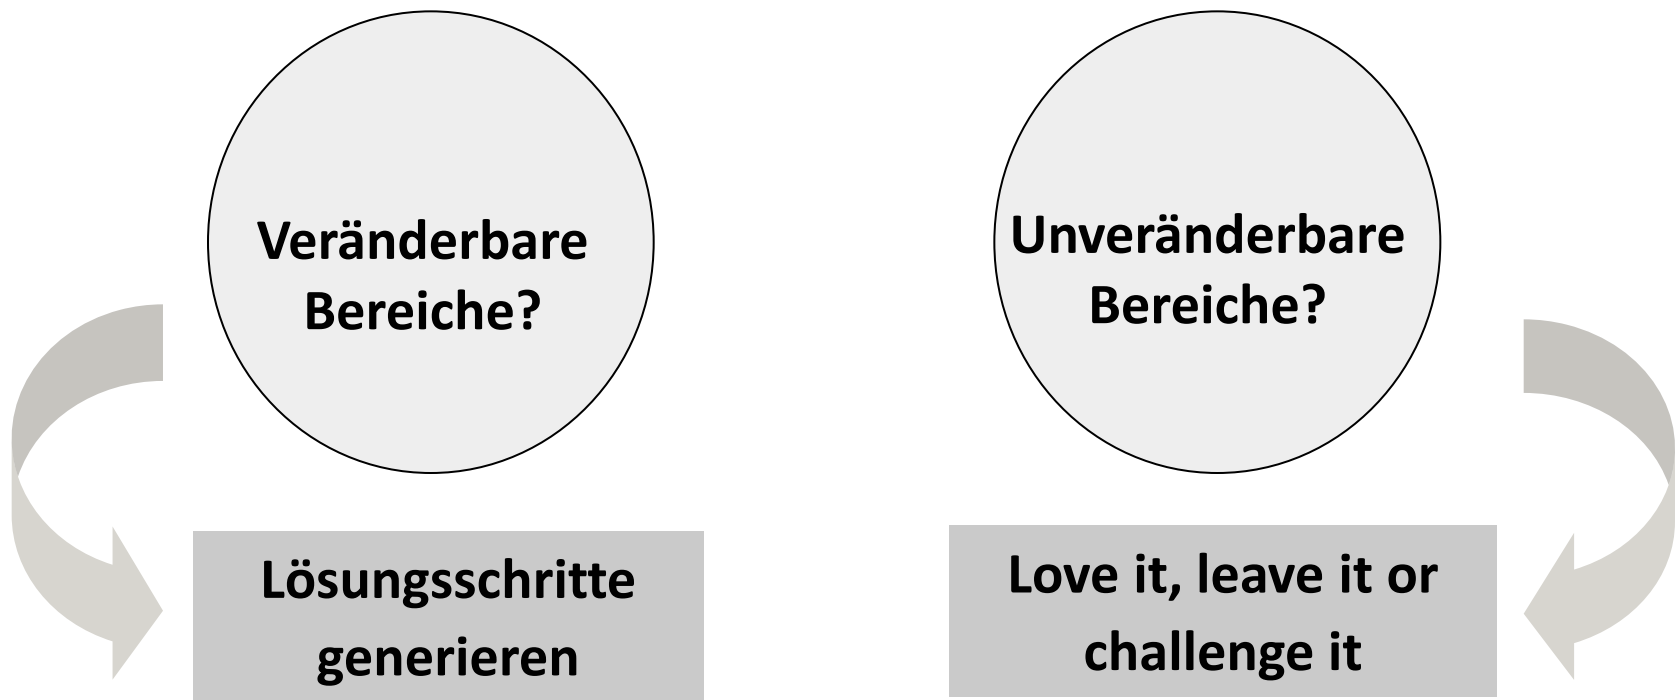 Veränderbare
Bereiche?
Unveränderbare
Bereiche?
Lösungsschritte
generieren
Love it, leave it or
challenge it